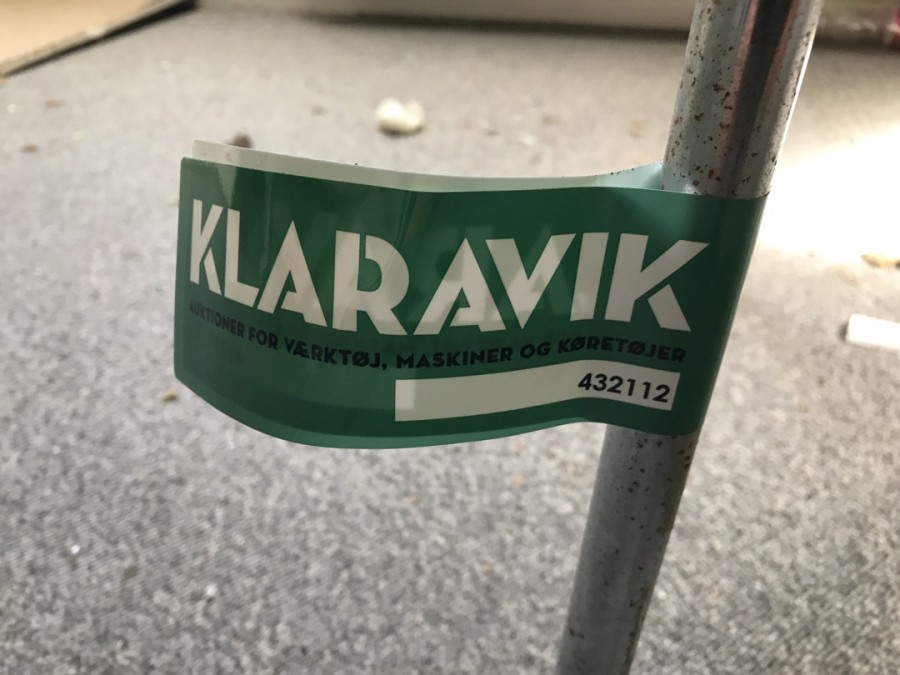 KLARAVIK
AUKTIONER FOR VÆRKTØJ, MASKINER OG KØRETØJER
432112